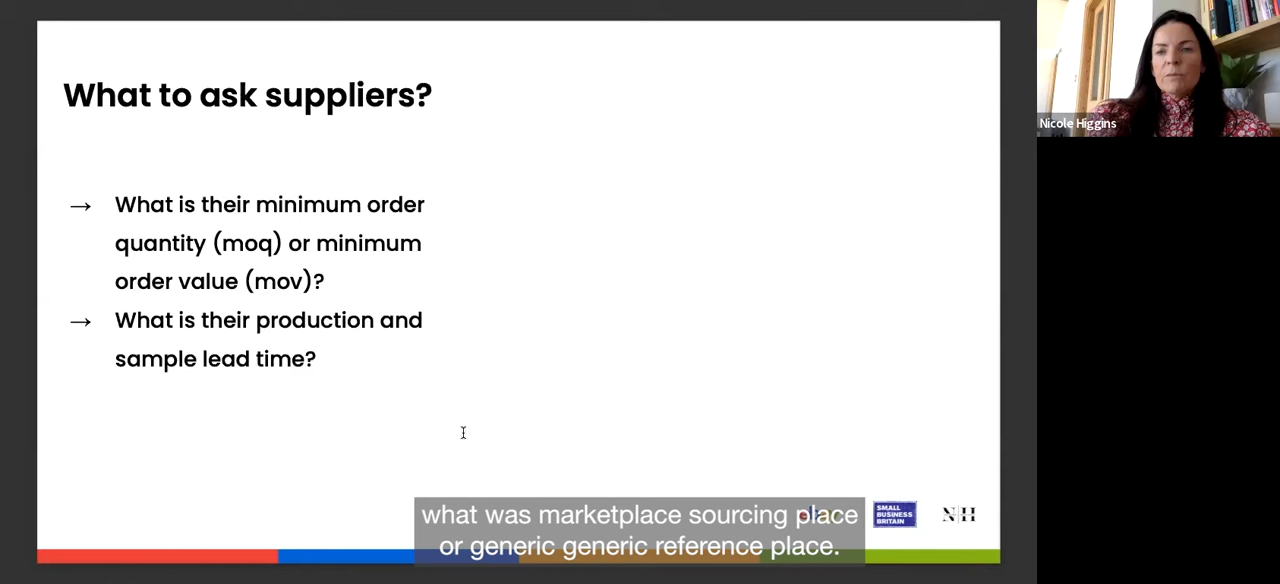 What to ask suppliers?
Nicole Higgins
→ What is their minimum order
quantity (moq) or minimum
order value (mov)?
→ What is their production and
sample lead time?
SMALL
BUSINESS
BRITAIN
NH
what was marketplace sourcing place
or generic generic reference place.